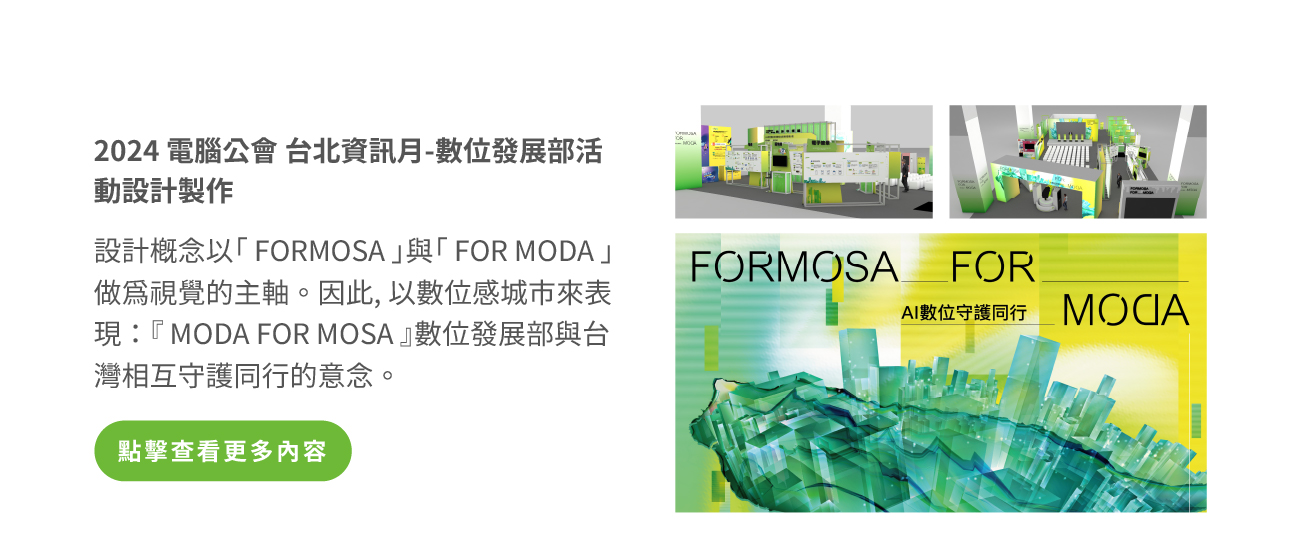 2024 電腦公會 台北資訊月-數位發展部活
動設計製作
設計概念以「 FORMOSA 」與「 FOR MODA 」
做為視覺的主軸。因此, 以數位感城市來表
現：『 MODA FOR MOSA 』數位發展部與台
灣相互守護同行的意念。
點擊查看更多內容
FORMOSA FOR
AI數位守護同行
MODA